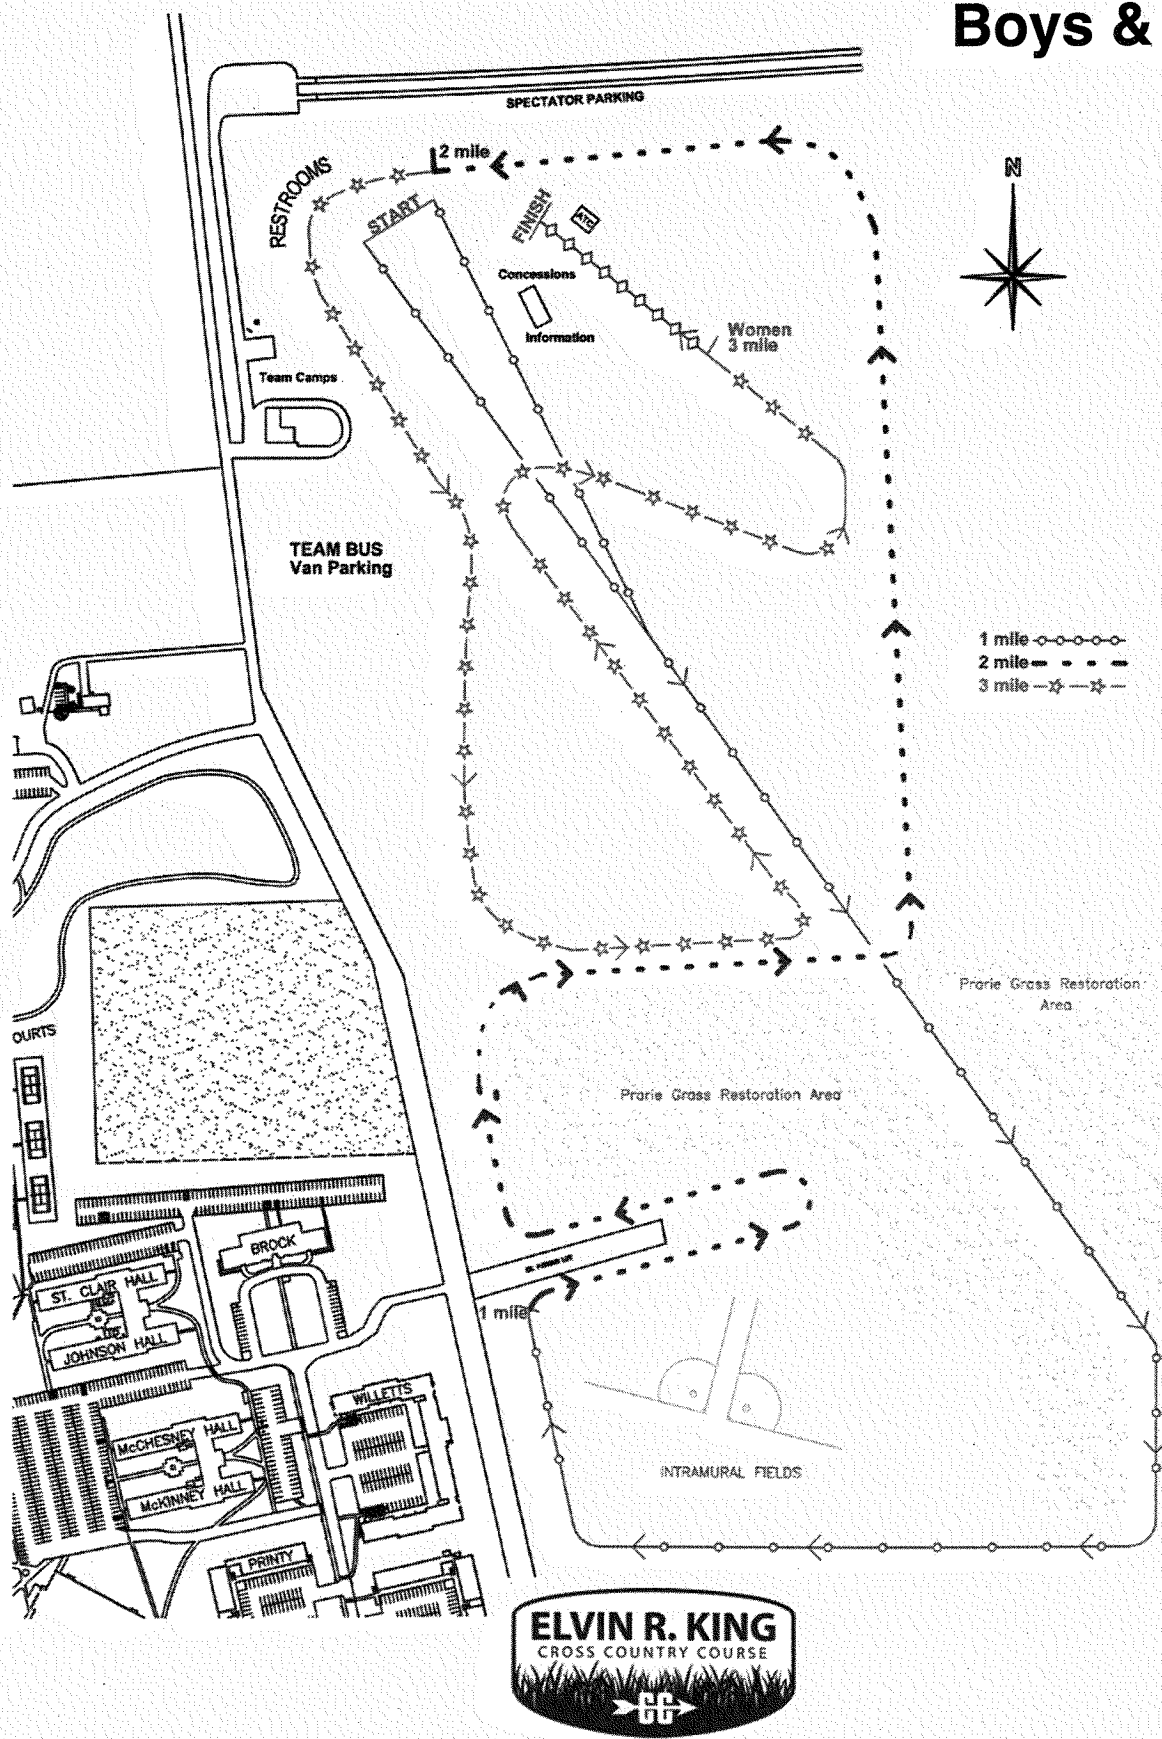 Boys &
SPECTATOR PARKING
2 mile
RESTROOMS
START
FINISH
ATC
N
Concessions
Information
Women
3 mile
Team Camps
TEAM BUS
Van Parking
1 mile
2 mile
3 mile
Prarie Grass Restoration
Area
OURTS
Prarie Grass Restoration Area
BROCK
ST. CLAIR HALL
1 mile
JOHNSON HALL
WILLETTS
McCHESNEY HALL
INTRAMURAL FIELDS
McKINNEY HALL
PRINTY
ELVIN R. KING
CROSS COUNTRY COURSE
CC